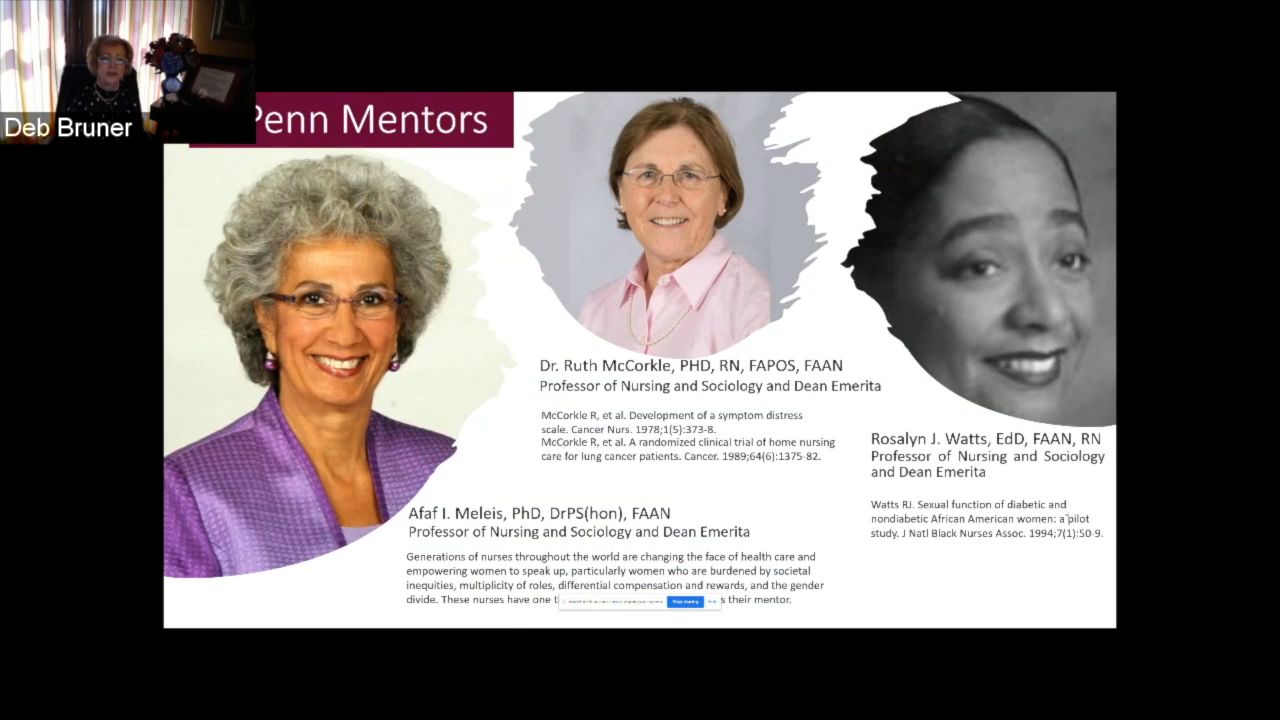 Deb Bruner
Penn Mentors
Dr. Ruth McCorkle, PHD, RN, FAPOS, FAAN
Professor of Nursing and Sociology and Dean Emerita
McCorkle R, et al. Development of a symptom distress
scale. Cancer Nurs. 1978;1(5):373-8.
McCorkle R, et al. A randomized clinical trial of home nursing
care for lung cancer patients. Cancer. 1989;64(6):1375-82.
Rosalyn J. Watts, EdD, FAAN, RN
Professor of Nursing and Sociology
and Dean Emerita
Watts RJ. Sexual function of diabetic and
nondiabetic African American women: a pilot
study. J Natl Black Nurses Assoc. 1994;7(1):50-9.
Afaf I. Meleis, PhD, DrPS(hon), FAAN
Professor of Nursing and Sociology and Dean Emerita
Generations of nurses throughout the world are changing the face of health care and
empowering women to speak up, particularly women who are burdened by societal
inequities, multiplicity of roles, differential compensation and rewards, and the gender
divide. These nurses have one s their mentor.
Stop sharing